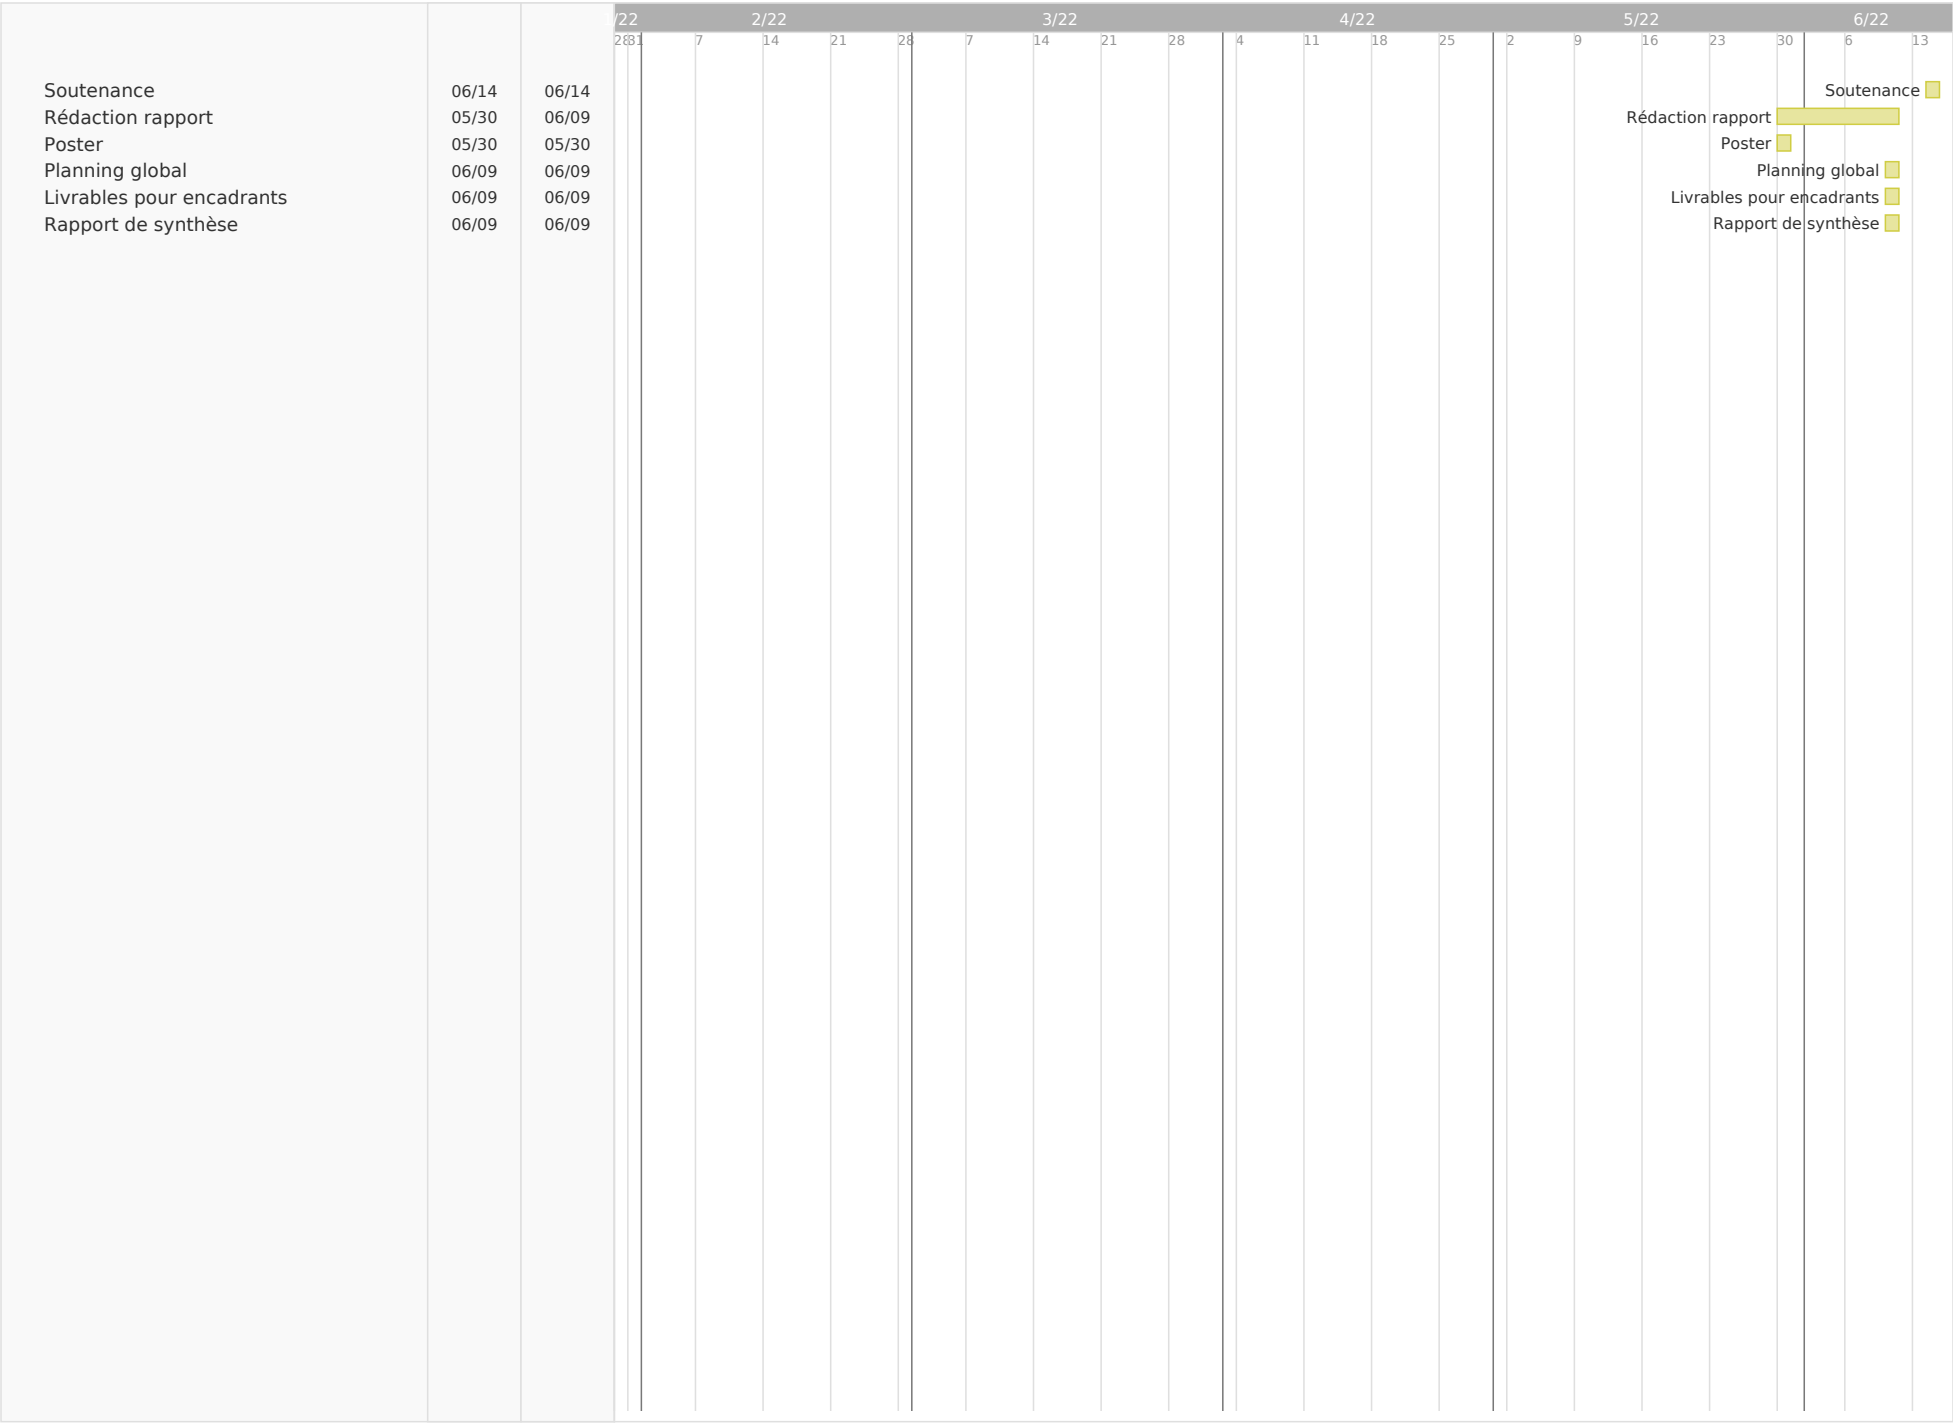 /22 2/22 3/22 4/22 5/22 6/22
28 31 7 14 21 28 7 14 21 28 4 11 18 25 2 9 16 23 30 6 13
Soutenance 06/14 06/14 Soutenance
Rédaction rapport 05/30 06/09 Rédaction rapport
Poster 05/30 05/30 Poster
Planning global 06/09 06/09 Planning global
Livrables pour encadrants 06/09 06/09 Livrables pour encadrants
Rapport de synthèse 06/09 06/09 Rapport de synthèse